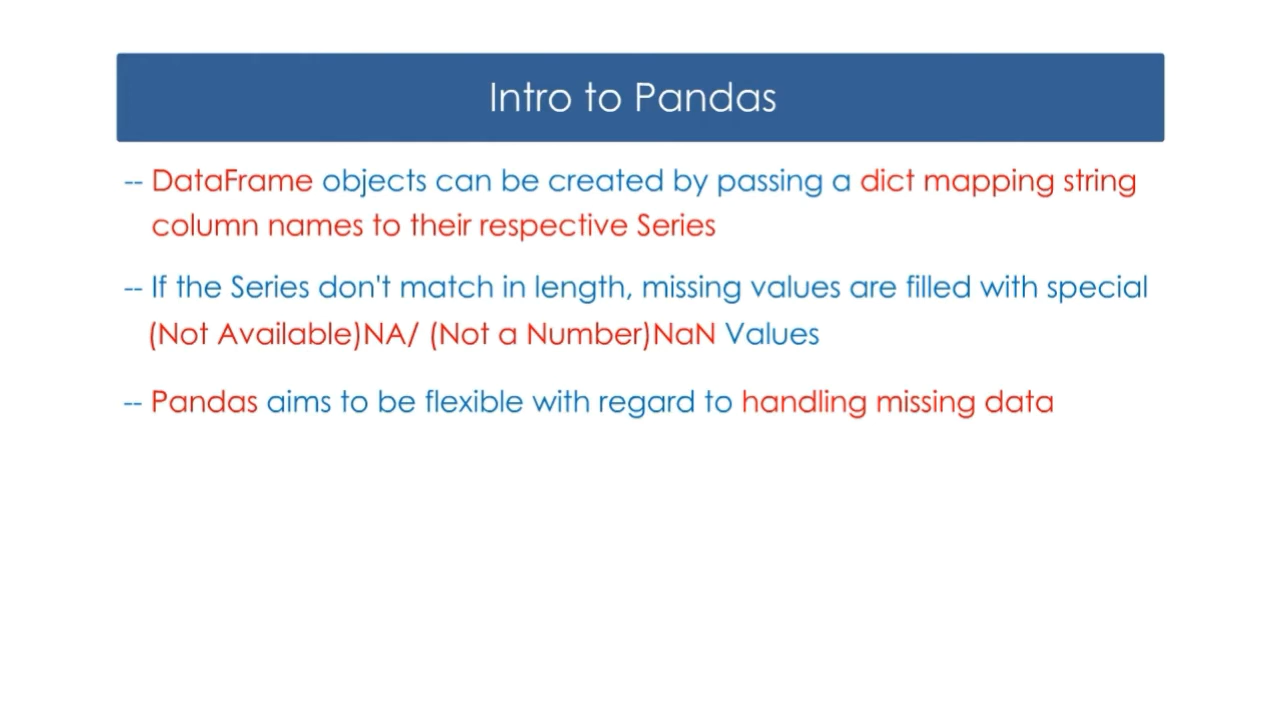 Intro to Pandas
-- DataFrame objects can be created by passing a dict mapping string
column names to their respective Series
-- If the Series don't match in length, missing values are filled with special
(Not Available)NA/ (Not a Number)NaN Values
-- Pandas aims to be flexible with regard to handling missing data